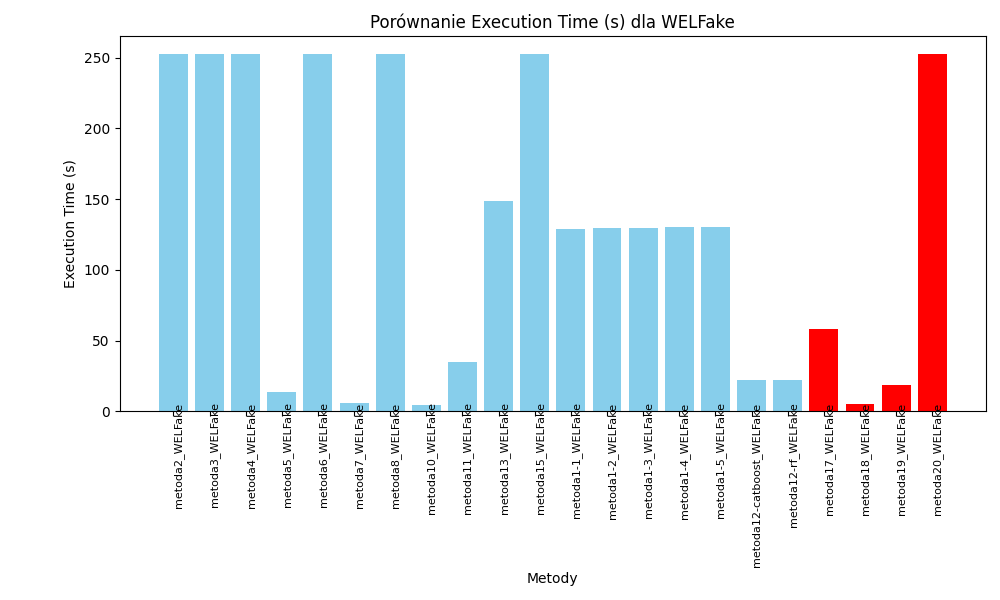 Porównanie Execution Time (s) dla WELFake
Execution Time (s)
250
200
150
100
50
0
metoda2_WELFake
metoda3_WELFake
metoda4_WELFake
metoda5_WELFake
metoda6_WELFake
metoda7_WELFake
metoda8_WELFake
metoda10_WELFake
metoda11_WELFake
metoda13_WELFake
metoda15_WELFake
metoda1-1_WELFake
metoda1-2_WELFake
metoda1-3_WELFake
metoda1-4_WELFake
metoda1-5_WELFake
metoda12-catboost_WELFake
metoda12-rf_WELFake
metoda17_WELFake
metoda18_WELFake
metoda19_WELFake
metoda20_WELFake
Metody